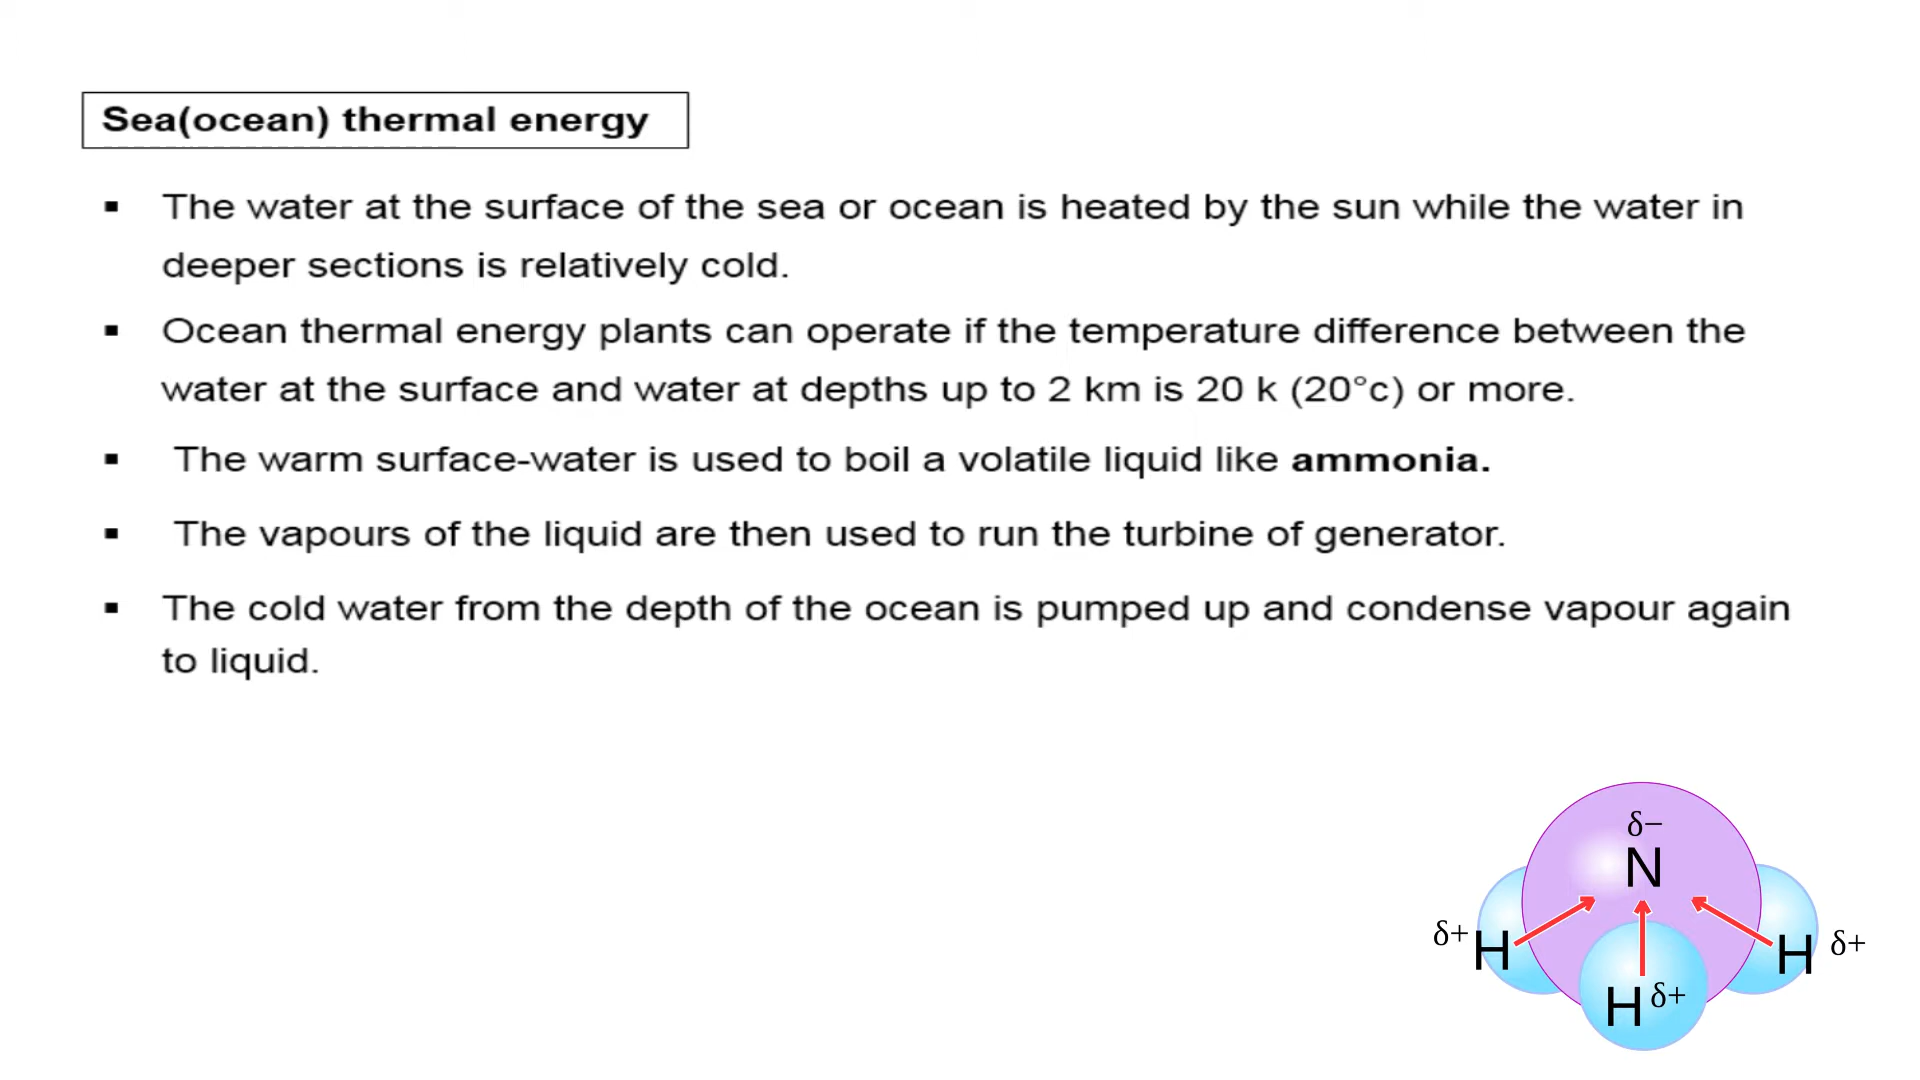 Sea(ocean) thermal energy
▪ The water at the surface of the sea or ocean is heated by the sun while the water in
deeper sections is relatively cold.
▪ Ocean thermal energy plants can operate if the temperature difference between the
water at the surface and water at depths up to 2 km is 20 k (20°c) or more.
▪ The warm surface-water is used to boil a volatile liquid like ammonia.
▪ The vapours of the liquid are then used to run the turbine of generator.
▪ The cold water from the depth of the ocean is pumped up and condense vapour again
to liquid.
δ−
N
δ+ H
H δ+
H δ+